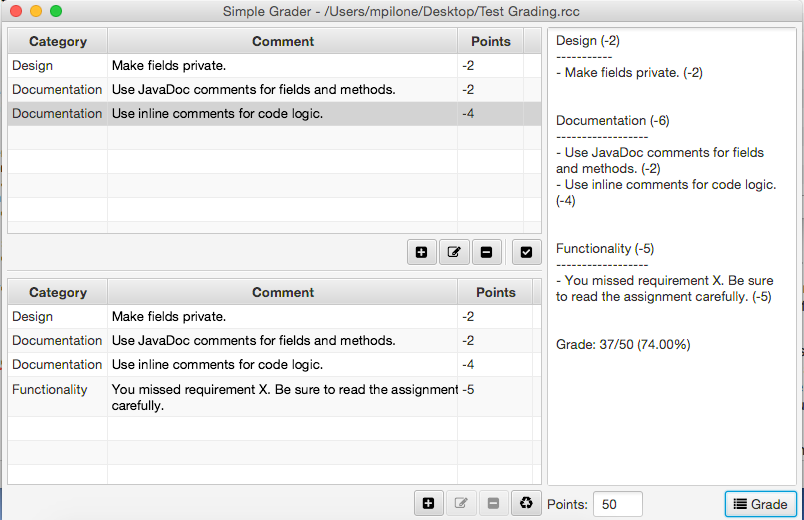 Simple Grader - /Users/mpilone/Desktop/Test Grading.rcc
Category Comment Points
Design Make fields private. -2
Documentation Use JavaDoc comments for fields and methods. -2
Documentation Use inline comments for code logic. -4
Category Comment Points
Design Make fields private. -2
Documentation Use JavaDoc comments for fields and methods. -2
Documentation Use inline comments for code logic. -4
Functionality You missed requirement X. Be sure to read the assignment -5
carefully.
Design (-2)
-----------
- Make fields private. (-2)
Documentation (-6)
------------------
- Use JavaDoc comments for fields
and methods. (-2)
- Use inline comments for code logic.
(-4)
Functionality (-5)
------------------
- You missed requirement X. Be sure
to read the assignment carefully. (-5)
Grade: 37/50 (74.00%)
Points: 50 Grade